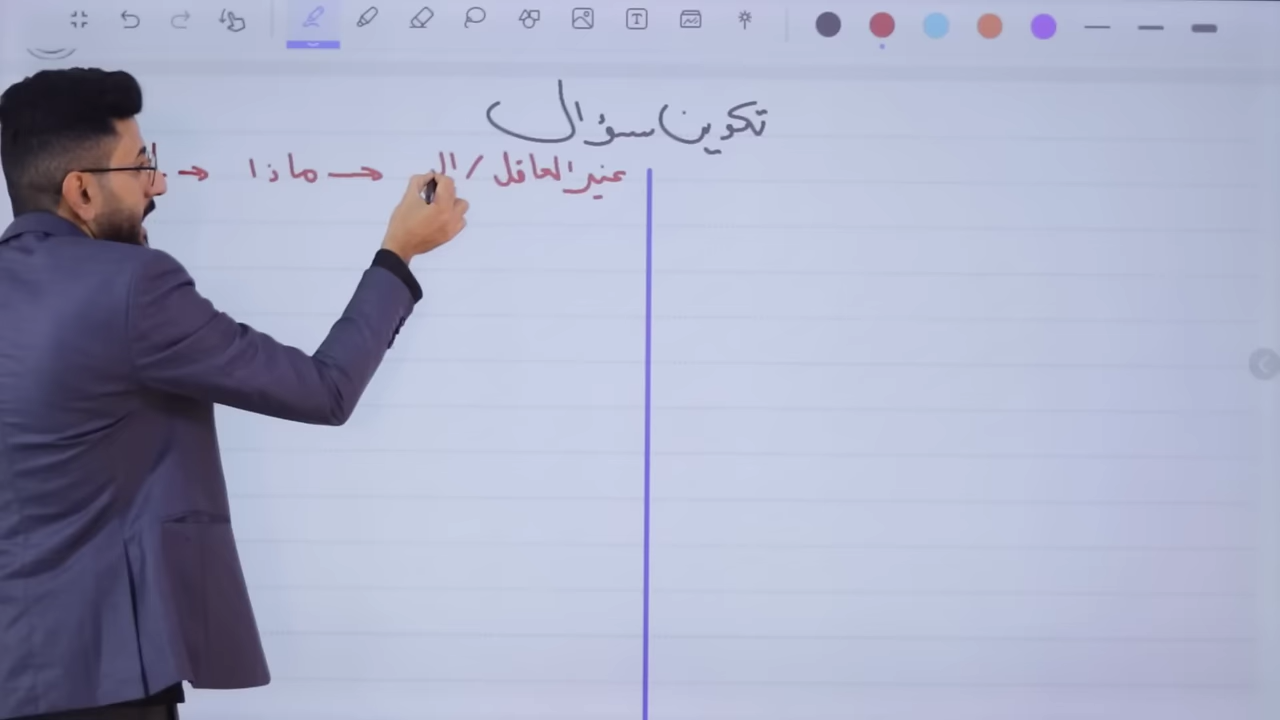 تكوين سؤال
غير العاقل / ال → ماذا →